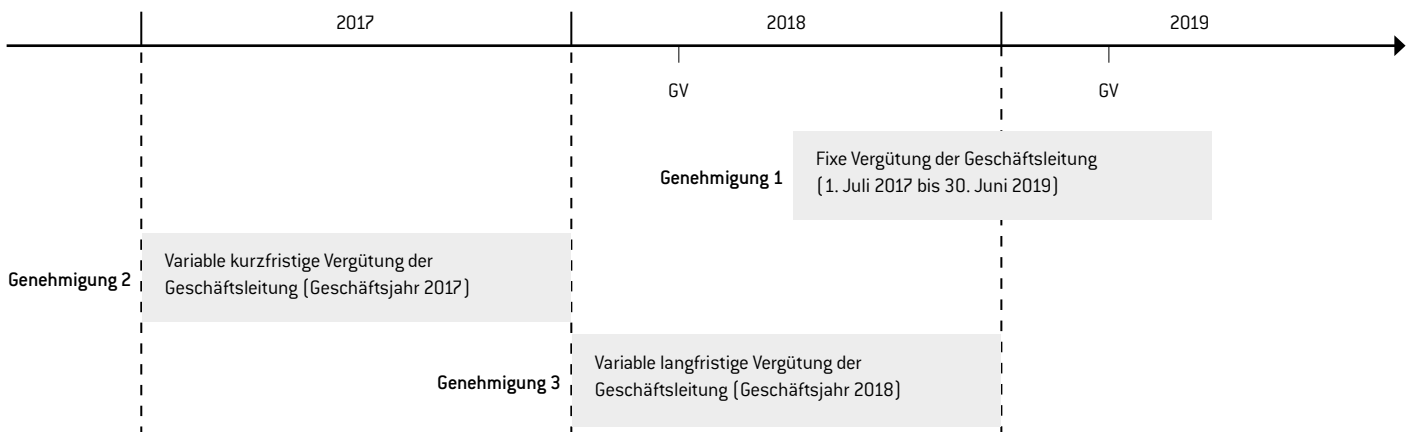 2017
2018
2019
GV
GV
Genehmigung 1
Fixe Vergütung der Geschäftsleitung
(1. Juli 2017 bis 30. Juni 2019)
Genehmigung 2
Variable kurzfristige Vergütung der
Geschäftsleitung (Geschäftsjahr 2017)
Genehmigung 3
Variable langfristige Vergütung der
Geschäftsleitung (Geschäftsjahr 2018)